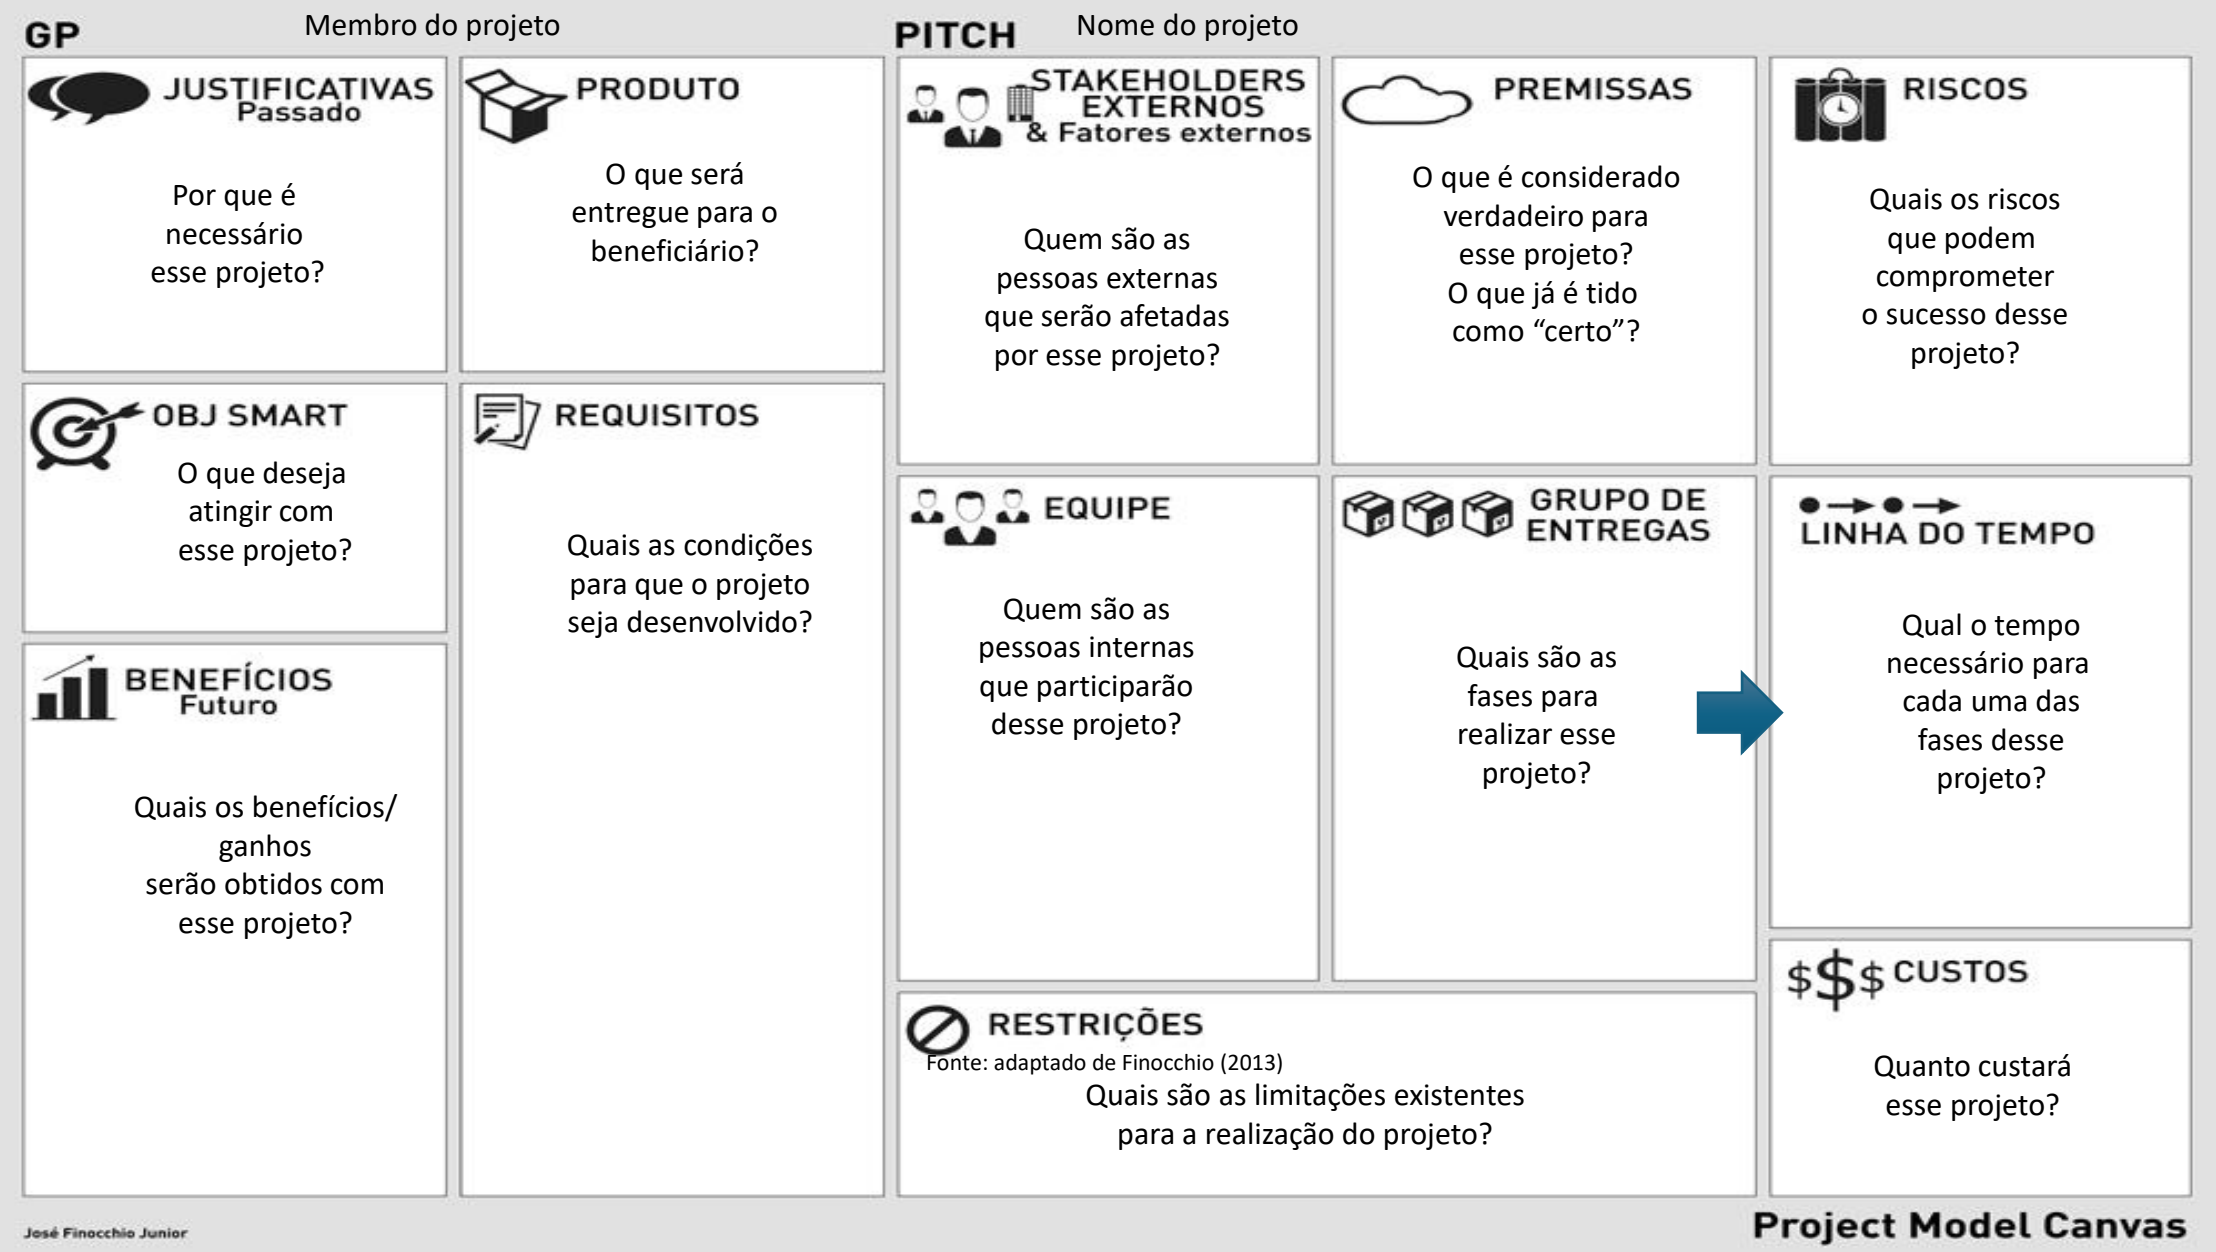 GP
Membro do projeto
PITCH
Nome do projeto
JUSTIFICATIVAS
Passado
Por que é
necessário
esse projeto?
PRODUTO
O que será
entregue para o
beneficiário?
STAKEHOLDERS
EXTERNOS
& Fatores externos
Quem são as
pessoas externas
que serão afetadas
por esse projeto?
PREMISSAS
O que é considerado
verdadeiro para
esse projeto?
O que já é tido
como “certo”?
RISCOS
Quais os riscos
que podem
comprometer
o sucesso desse
projeto?
OBJ SMART
O que deseja
atingir com
esse projeto?
REQUISITOS
Quais as condições
para que o projeto
seja desenvolvido?
EQUIPE
Quem são as
pessoas internas
que participarão
desse projeto?
GRUPO DE
ENTREGAS
Quais são as
fases para
realizar esse
projeto?
LINHA DO TEMPO
Qual o tempo
necessário para
cada uma das
fases desse
projeto?
BENEFÍCIOS
Futuro
Quais os benefícios/
ganhos
serão obtidos com
esse projeto?
RESTRIÇÕES
Fonte: adaptado de Finocchio (2013)
Quais são as limitações existentes
para a realização do projeto?
$$$ CUSTOS
Quanto custará
esse projeto?
José Finocchio Junior
Project Model Canvas